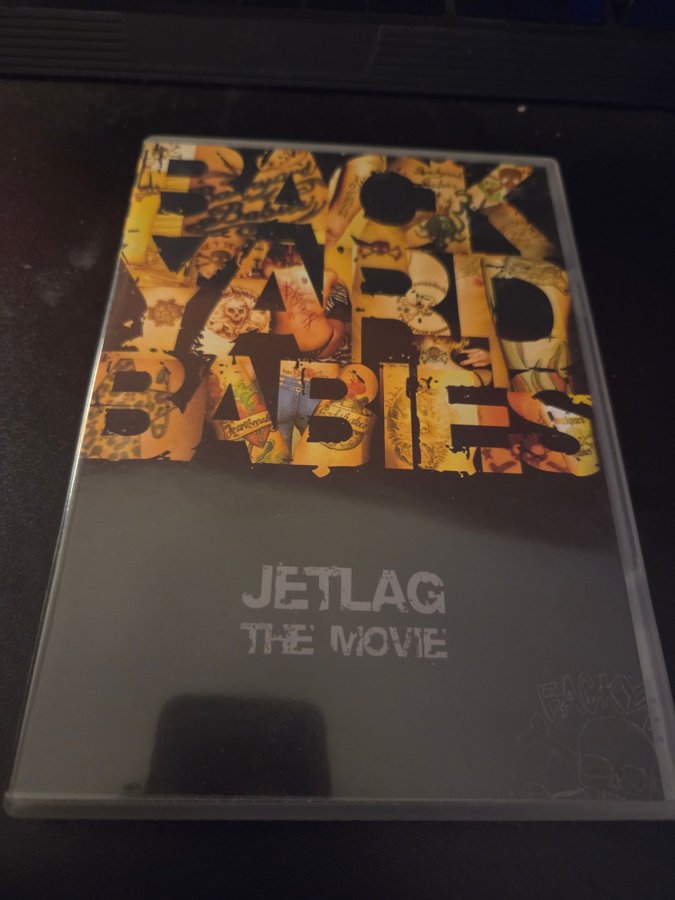 BACK
YARD
BABIES
JETLAG
THE MOVIE